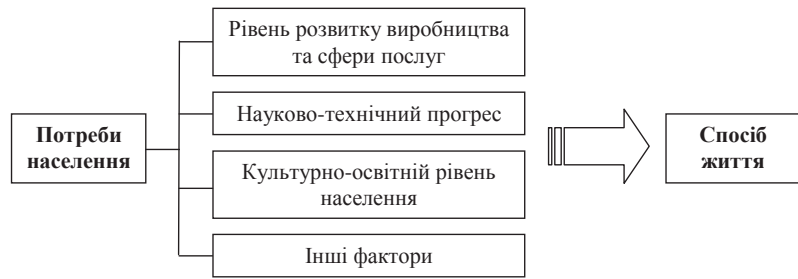 Потреби
населення
Рівень розвитку виробництва
та сфери послуг
Науково-технічний прогрес
Культурно-освітній рівень
населення
Інші фактори
Спосіб
життя